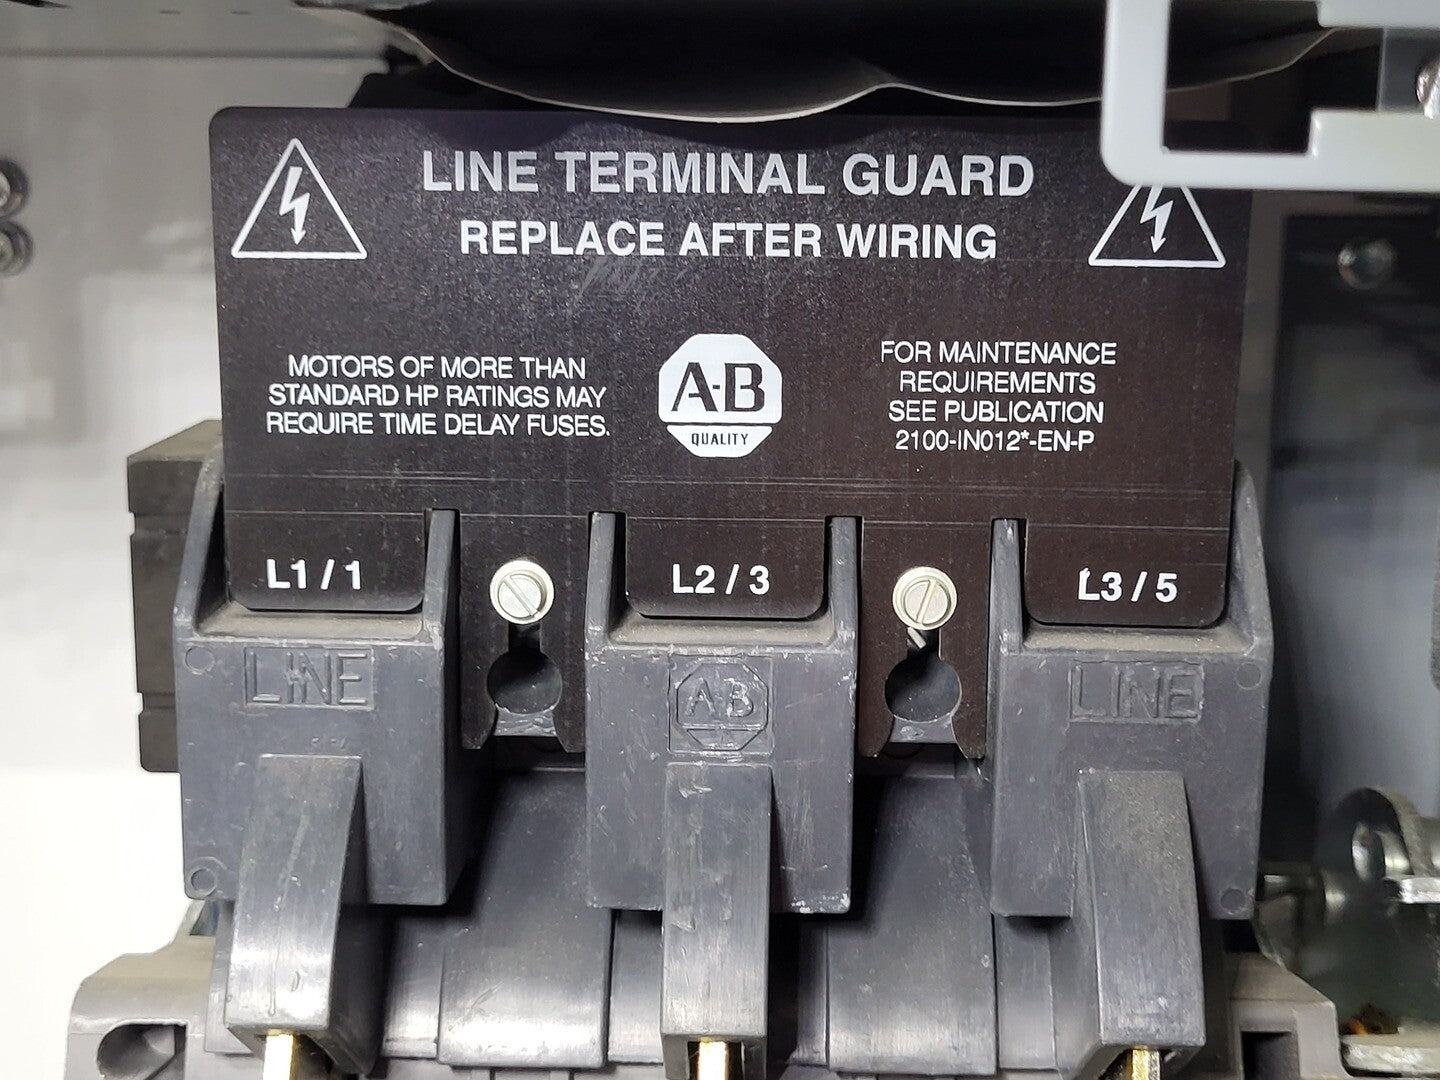 LINE TERMINAL GUARD
REPLACE AFTER WIRING
MOTORS OF MORE THAN
STANDARD HP RATINGS MAY
REQUIRE TIME DELAY FUSES.
A-B
QUALITY
FOR MAINTENANCE
REQUIREMENTS
SEE PUBLICATION
2100-IN012*-EN-P
L1 / 1
L2 / 3
L3 / 5
LINE
AB
LINE